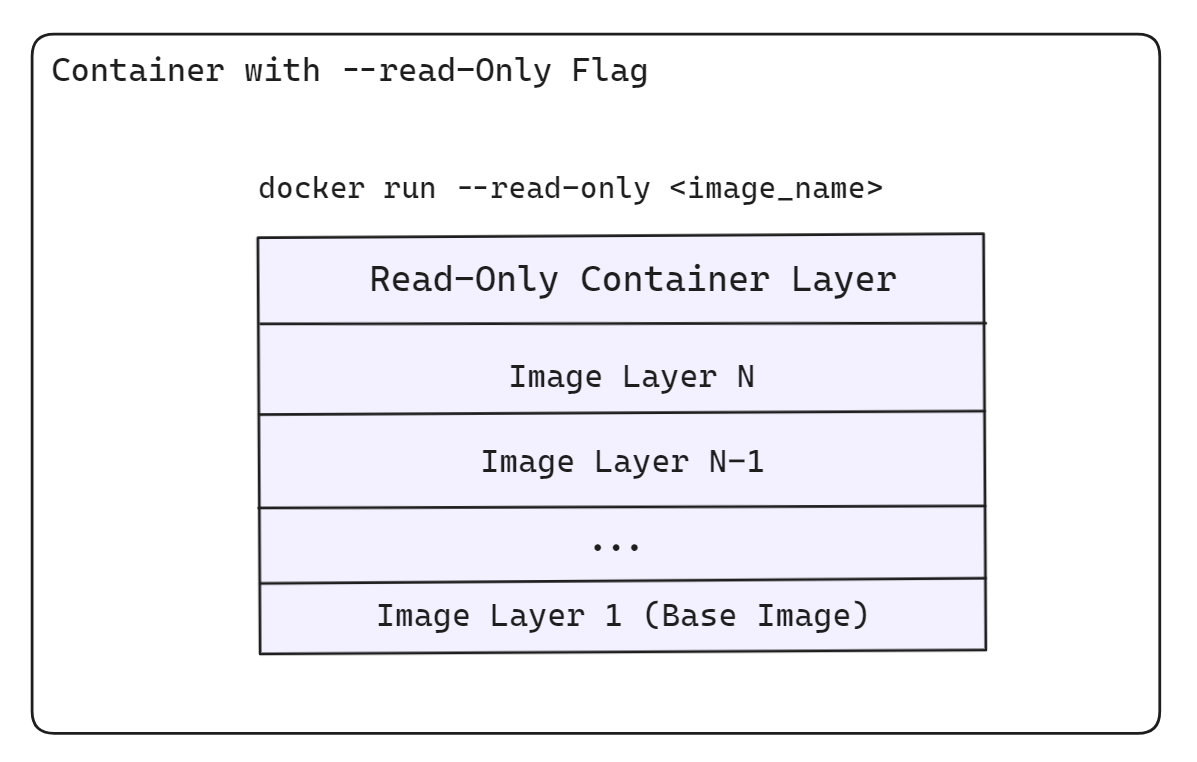 Container with --read-Only Flag
docker run --read-only <image_name>
Read-Only Container Layer
Image Layer N
Image Layer N-1
...
Image Layer 1 (Base Image)